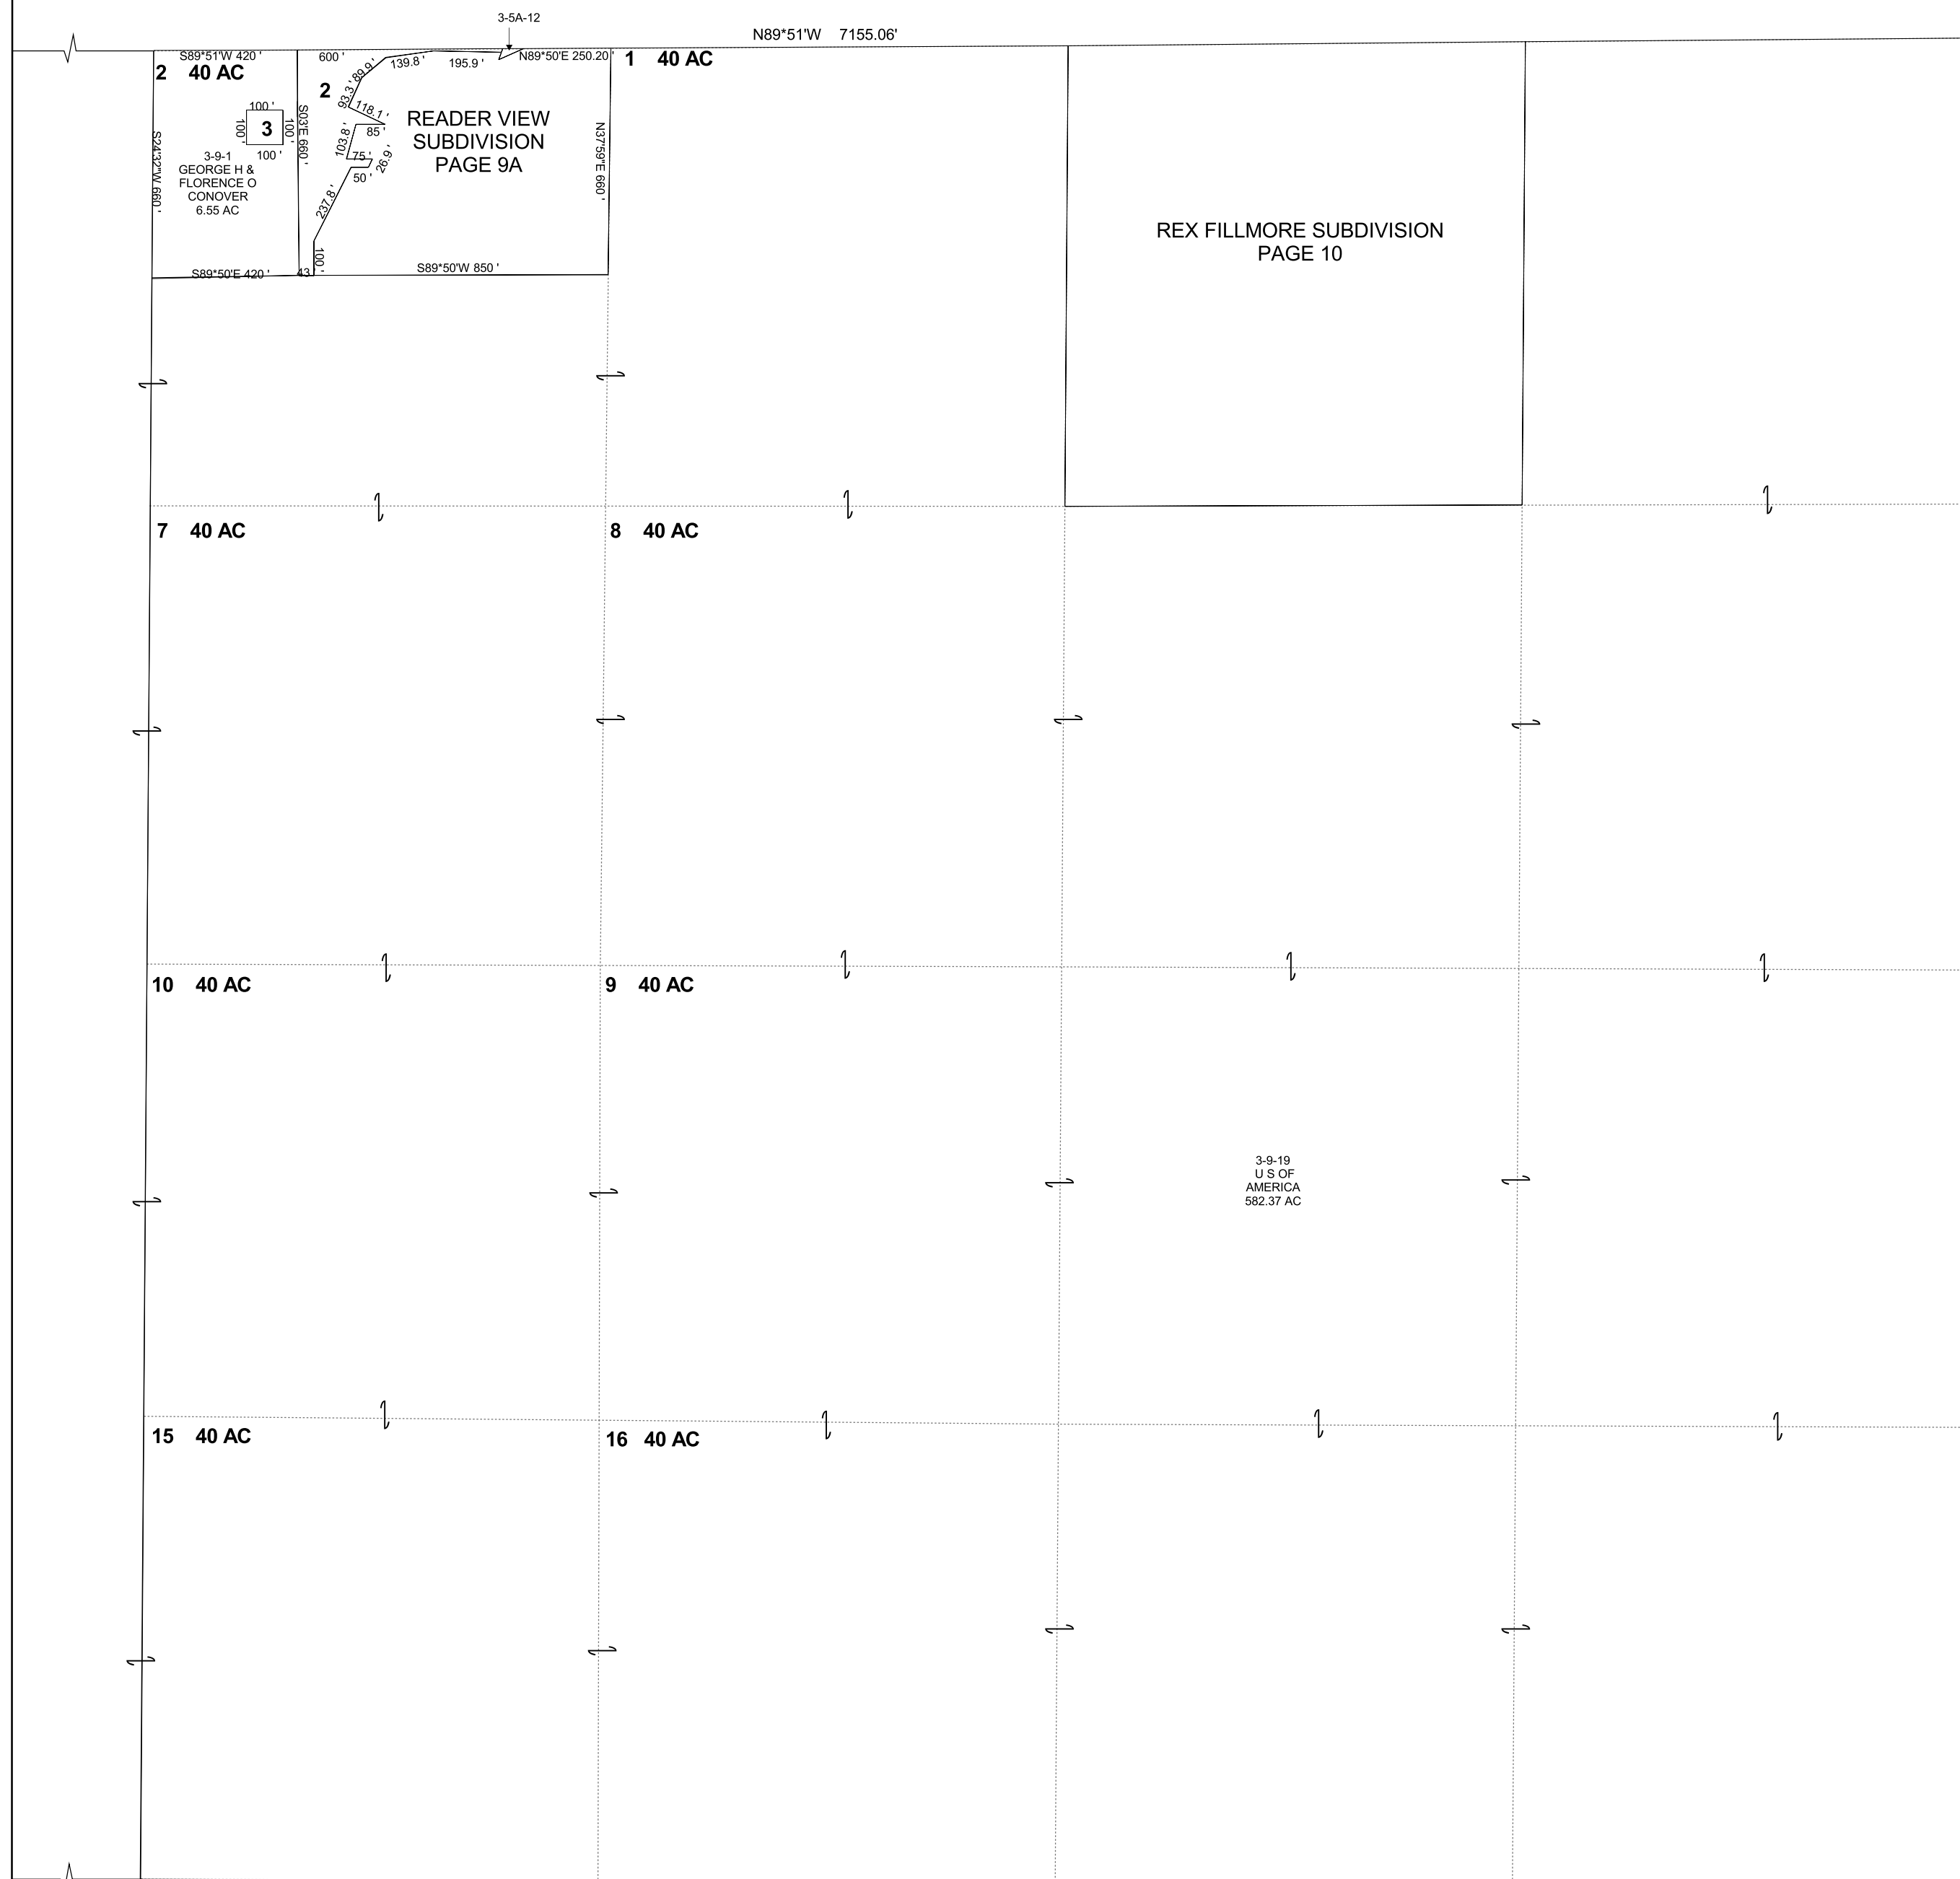 3-5A-12
N89*51'W 7155.06'
S89*51'W 420 '
600 '
139.8 '
195.9 '
N89*50'E 250.20 '
2 40 AC
1 40 AC
89.9 '
93.3 '
2
118.1 '
100 '
100 '
3
100 '
100 '
S03'E 660 '
S24'32"W 660 '
85 '
103.8 '
75 '
26.9 '
50 '
237.8 '
100 '
READER VIEW
SUBDIVISION
PAGE 9A
N37'59"E 660 '
3-9-1
GEORGE H &
FLORENCE O
CONOVER
6.55 AC
S89*50'E 420 '
43 '
S89*50'W 850 '
REX FILLMORE SUBDIVISION
PAGE 10
7 40 AC
8 40 AC
10 40 AC
9 40 AC
3-9-19
U S OF
AMERICA
582.37 AC
15 40 AC
16 40 AC